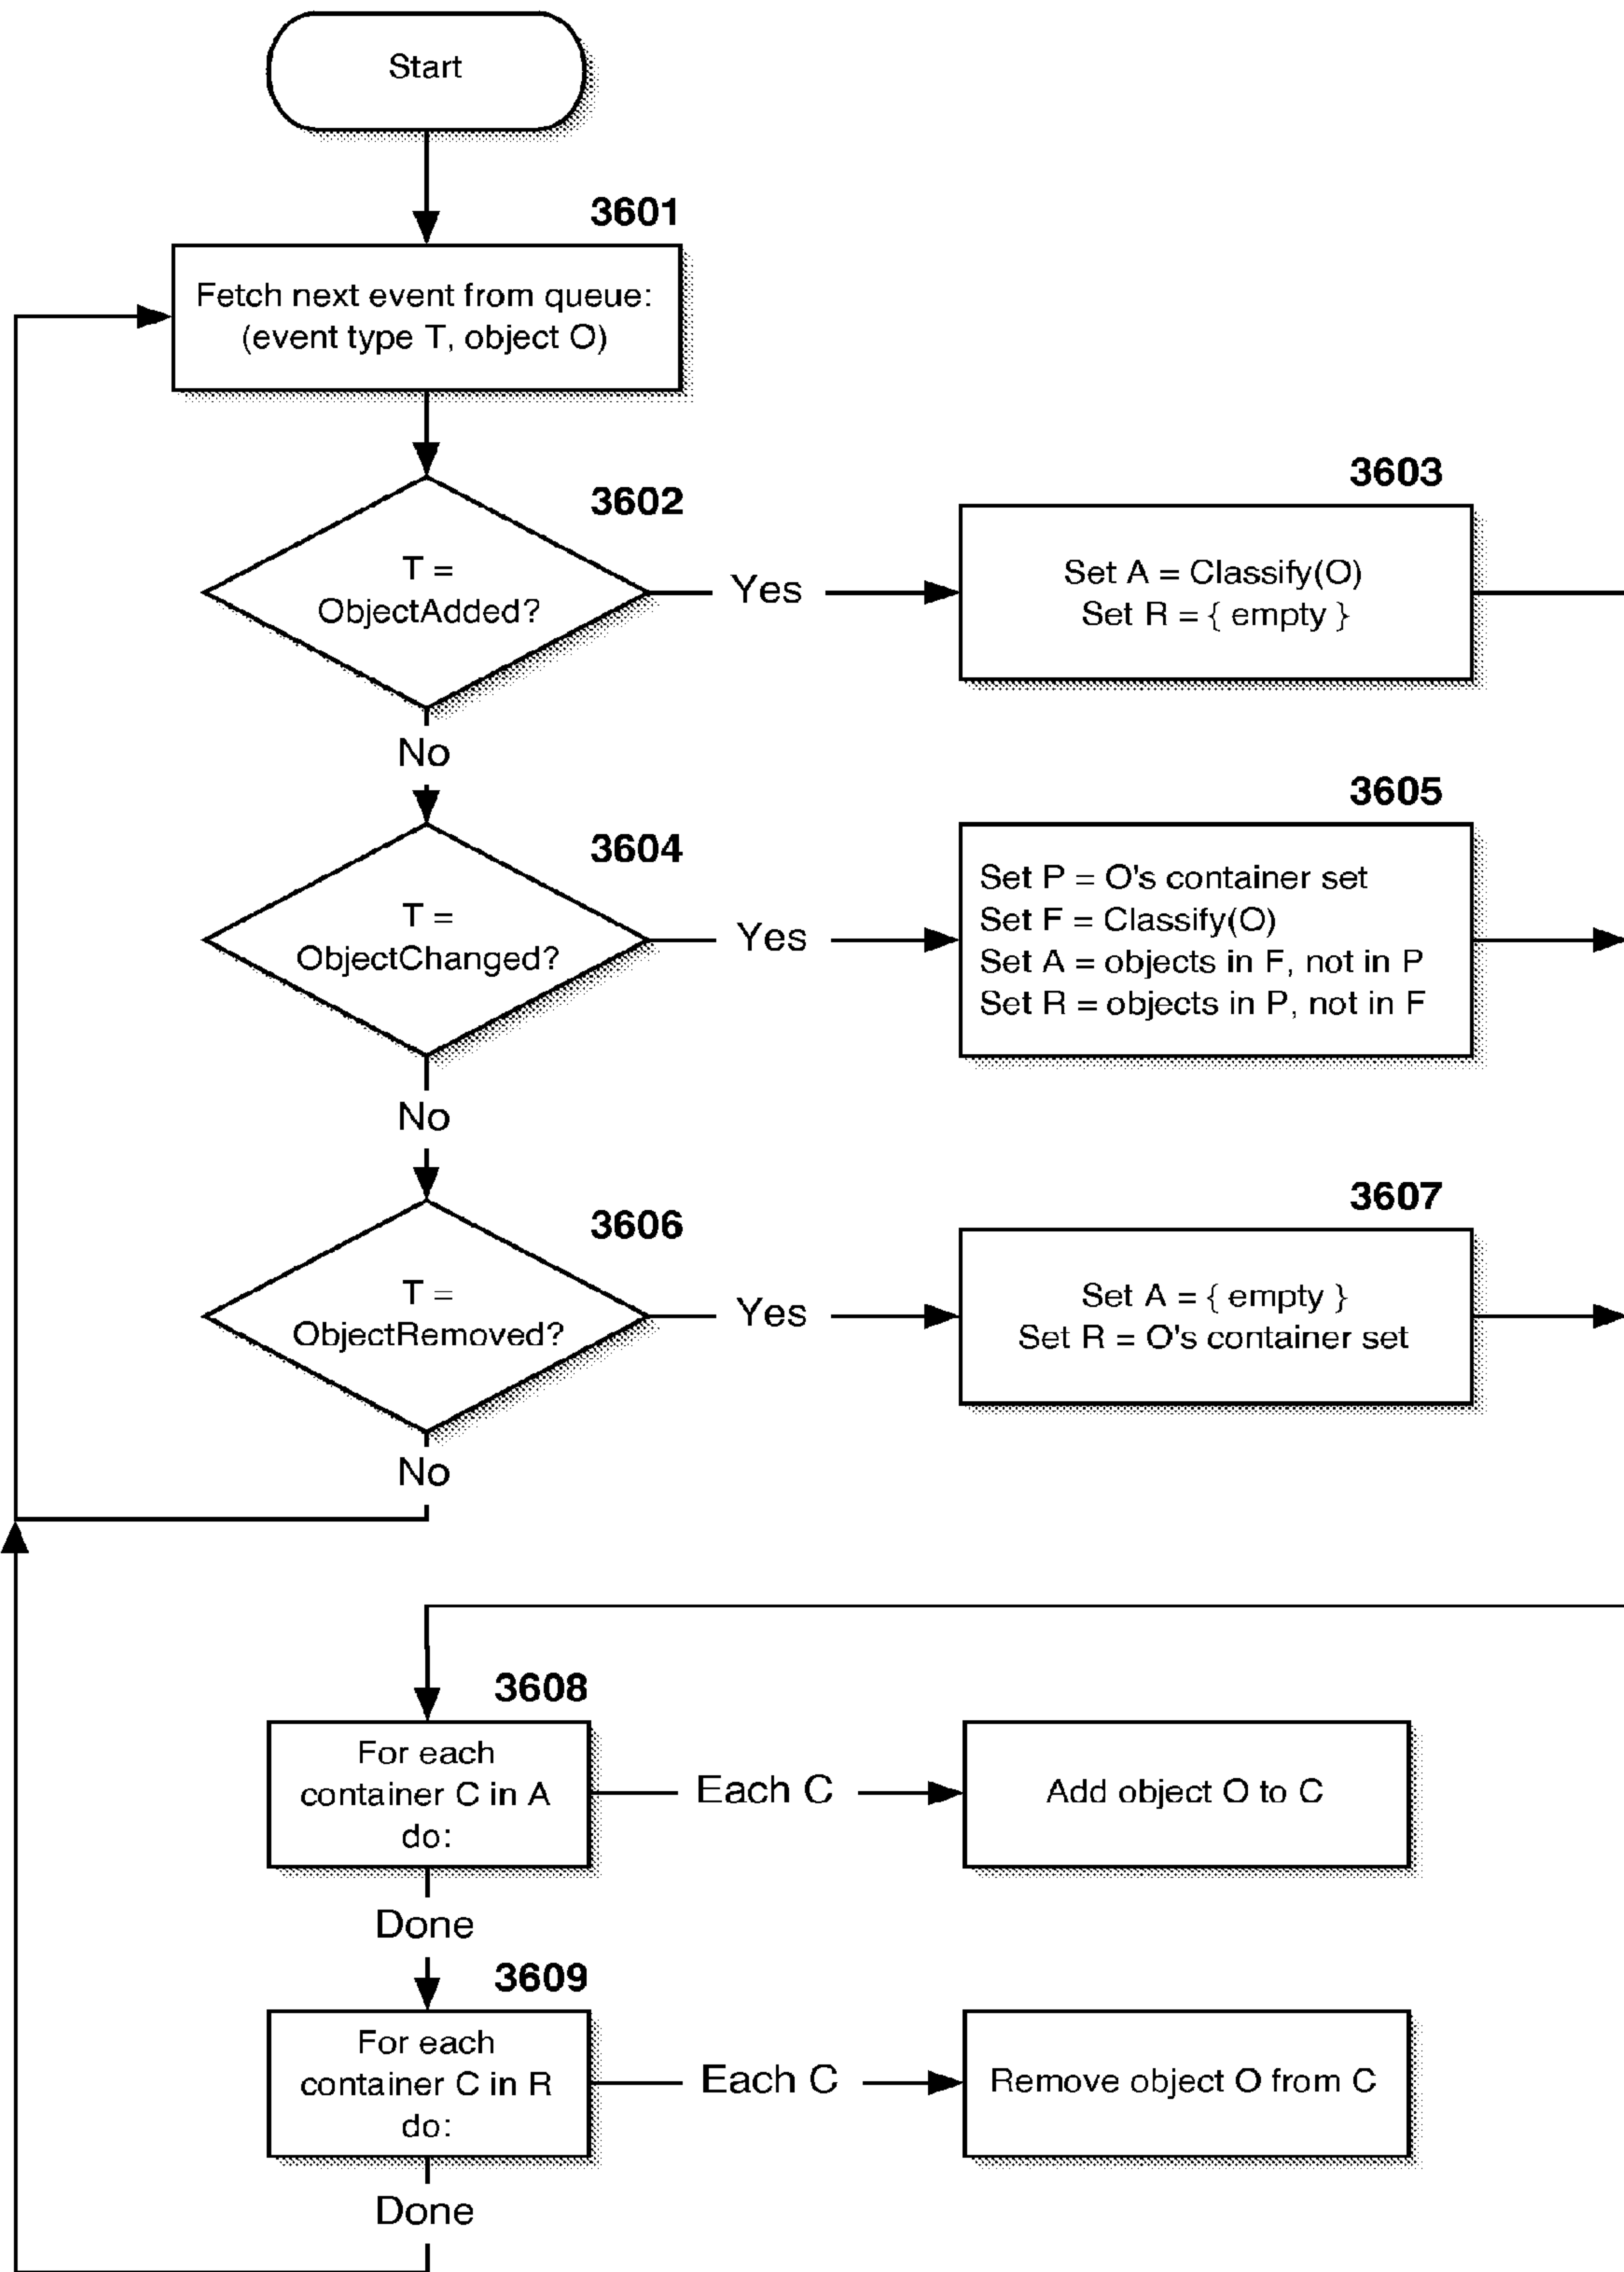 Start
3601
Fetch next event from queue:
(event type T, object O)
3602
T =
ObjectAdded?
Yes
3603
Set A = Classify(O)
Set R = { empty }
No
3604
T =
ObjectChanged?
Yes
3605
Set P = O's container set
Set F = Classify(O)
Set A = objects in F, not in P
Set R = objects in P, not in F
No
3606
T =
ObjectRemoved?
Yes
3607
Set A = { empty }
Set R = O's container set
No
3608
For each
container C in A
do:
Each C
Add object O to C
Done
3609
For each
container C in R
do:
Each C
Remove object O from C
Done